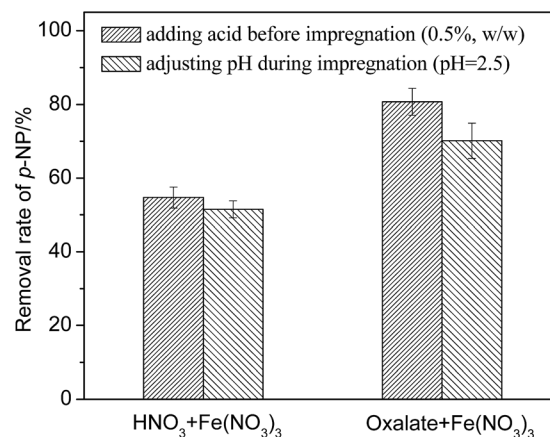 100
adding acid before impregnation (0.5%, w/w)
adjusting pH during impregnation (pH=2.5)
80
60
40
20
0
Removal rate of p-NP/%
HNO₃+Fe(NO₃)₃
Oxalate+Fe(NO₃)₃